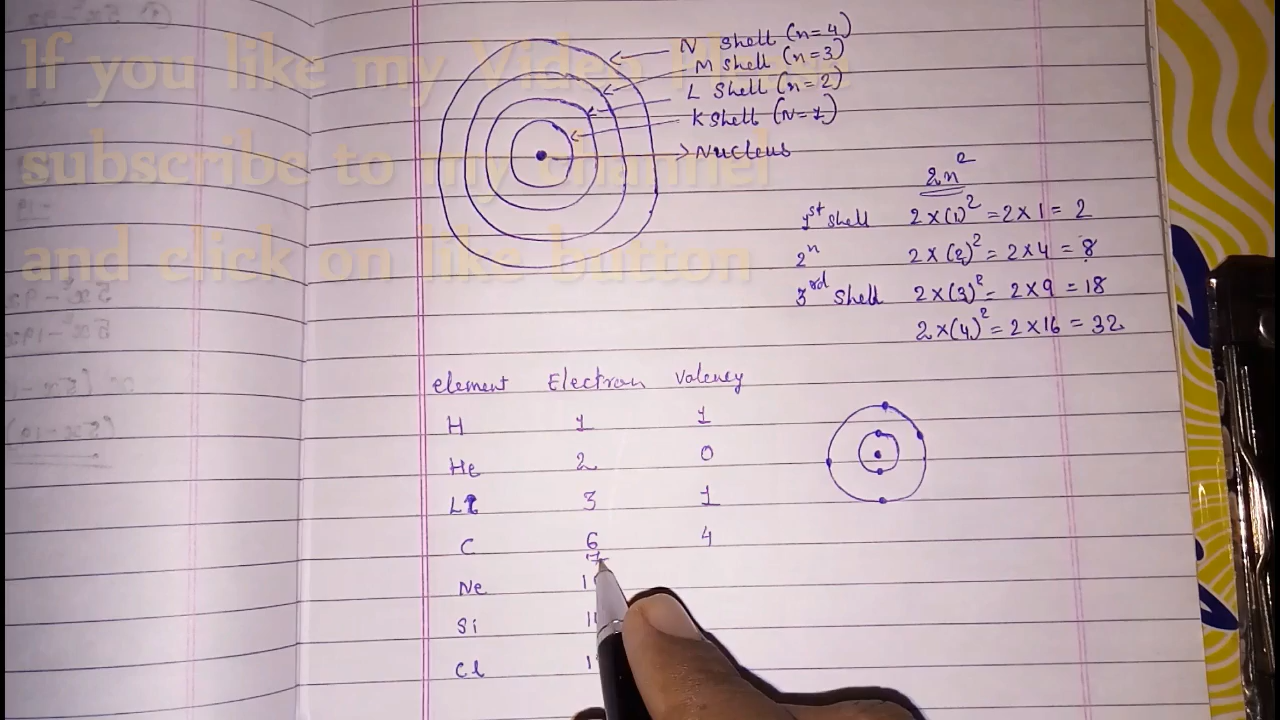 If you like my Video Please
subscribe to my channel
and click on like button
N shell (n=4)
M shell (n=3)
L shell (n=2)
K shell (N=1)
Nucleus
2n²
1st shell 2×(1)²=2×1=2
2n 2×(2)²=2×4=8
3rd shell 2×(3)²=2×9=18
2×(4)²=2×16=32
element Electron Valency
H 1 1
He 2 0
Li 3 1
C 6 4
7
Ne
Si
Cl